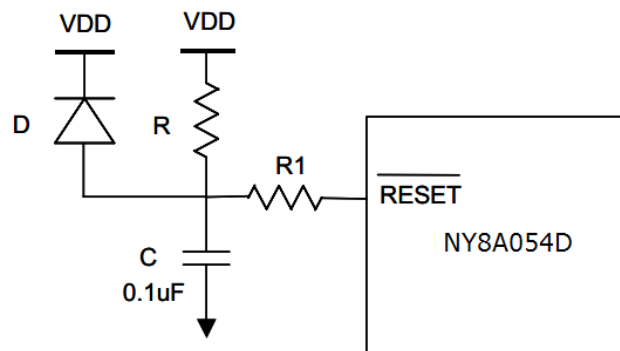 VDD
VDD
D
R
R1
RESET
NY8A054D
C
0.1uF